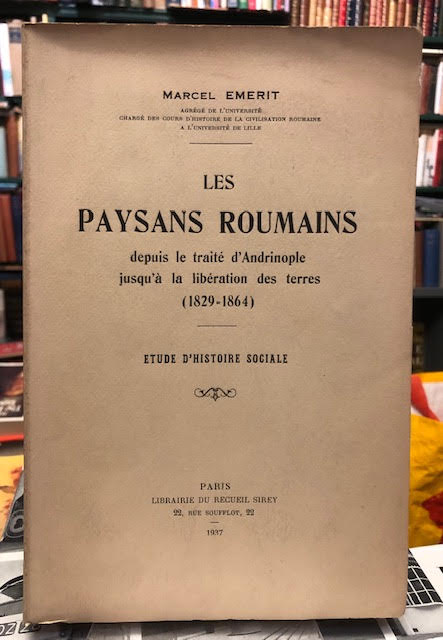 MARCEL EMERIT
AGRÉGÉ DE L'UNIVERSITÉ
CHARGÉ DES COURS D'HISTOIRE DE LA CIVILISATION ROUMAINE
A L'UNIVERSITÉ DE LILLE
LES
PAYSANS ROUMAINS
depuis le traité d'Andrinople
jusqu'à la libération des terres
(1829-1864)
ETUDE D'HISTOIRE SOCIALE
PARIS
LIBRAIRIE DU RECUEIL SIREY
22, RUE SOUFFLOT, 22
1937